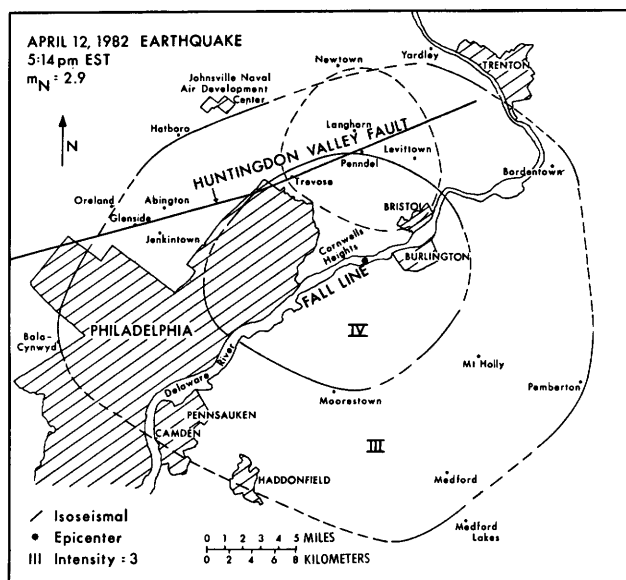 APRIL 12, 1982 EARTHQUAKE
5:14 pm EST
mN = 2.9
Johnsville Naval
Air Development
Center
Newtown
Yardley
TRENTON
N
Hatboro
Langhorn
HUNTINGDON VALLEY FAULT
Penndel
Levittown
Trevose
Bordentown
Oreland
Abington
Glenside
Jenkintown
BRISTOL
Cornwells
Heights
BURLINGTON
FALL LINE
PHILADELPHIA
Bala-
Cynwyd
IV
Delaware River
Mt Holly
Pemberton
Moorestown
PENNSAUKEN
CAMDEN
III
HADDONFIELD
Medford
Medford
Lakes
Isoseismal
Epicenter
III Intensity = 3
0 1 2 3 4 5 MILES
0 2 4 6 8 KILOMETERS